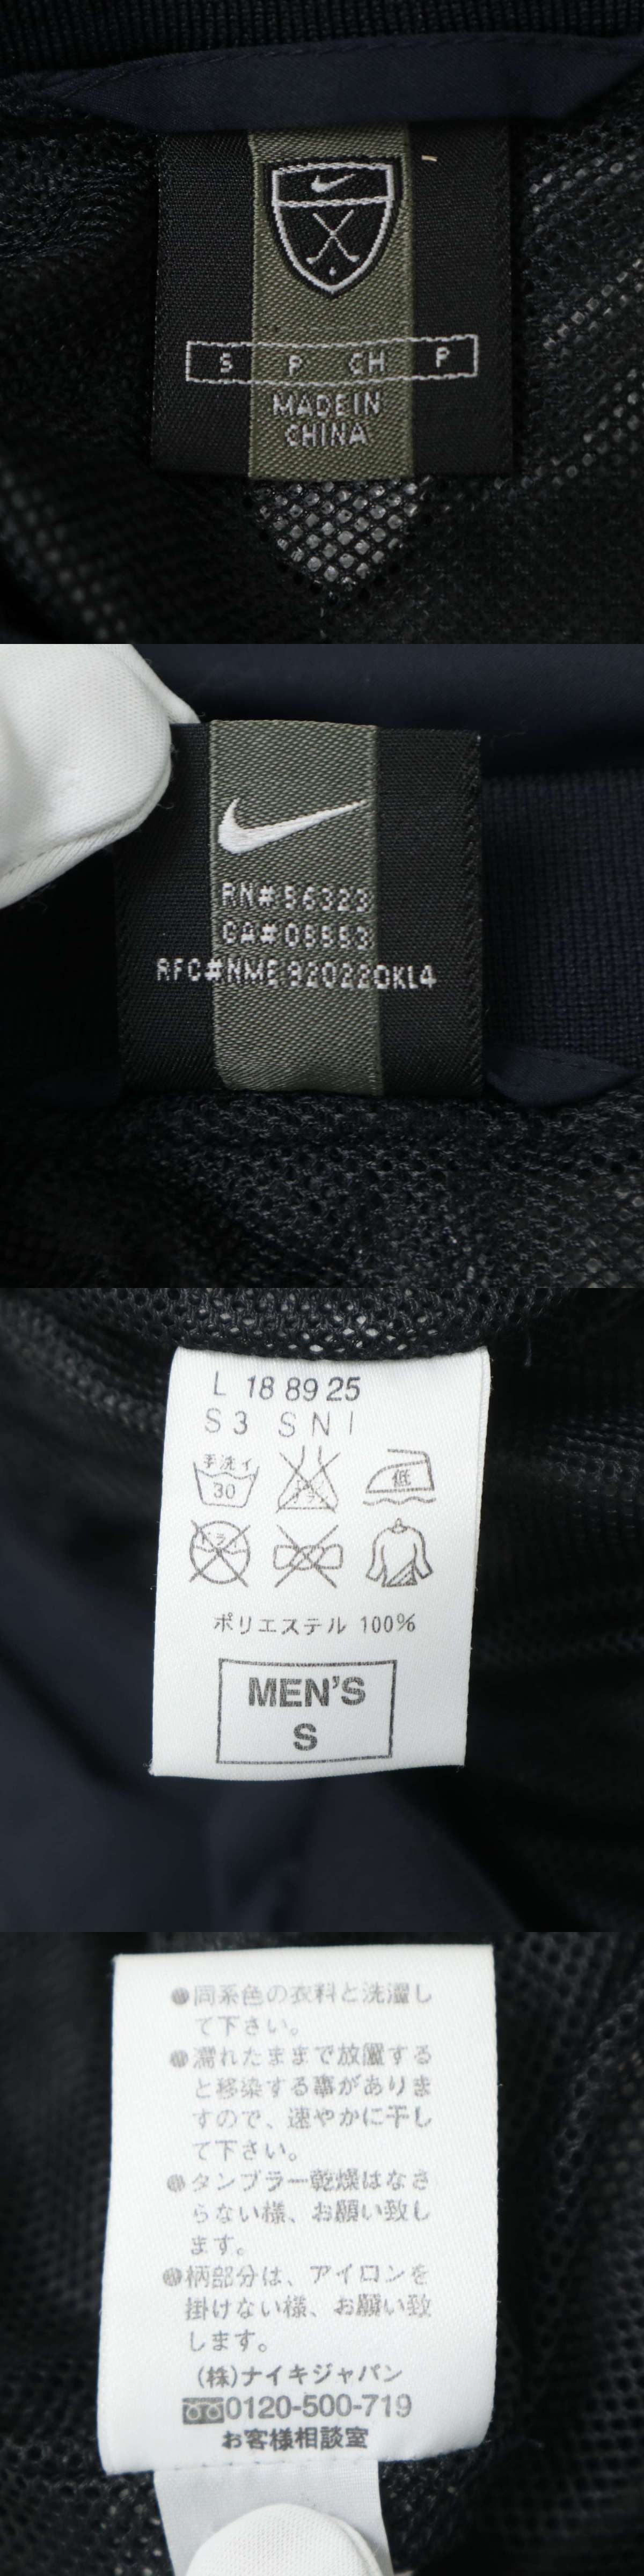 S P CH P
MADE IN
CHINA
RN#56323
CA#05553
RFC#NME820220KL4
L 18 89 25
S3 SNI
手洗イ
30
低
ポリエステル 100%
MEN'S
S
●同系色の衣料と洗濯し
て下さい。
●濡れたままで放置する
と移染する事がありま
すので、速やかに干し
て下さい。
●タンブラー乾燥はなさ
らない様、お願い致し
ます。
●柄部分は、アイロンを
掛けない様、お願い致
します。
(株)ナイキジャパン
0120-500-719
お客様相談室